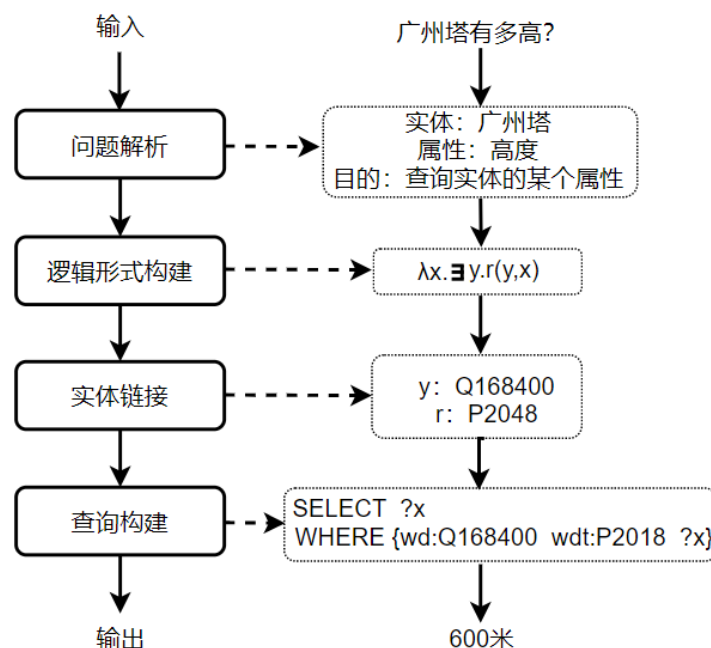 输入
广州塔有多高？
问题解析
实体：广州塔
属性：高度
目的：查询实体的某个属性
逻辑形式构建
λx.∃y.r(y,x)
实体链接
y：Q168400
r：P2048
查询构建
SELECT ?x
WHERE {wd:Q168400 wdt:P2018 ?x}
输出
600米